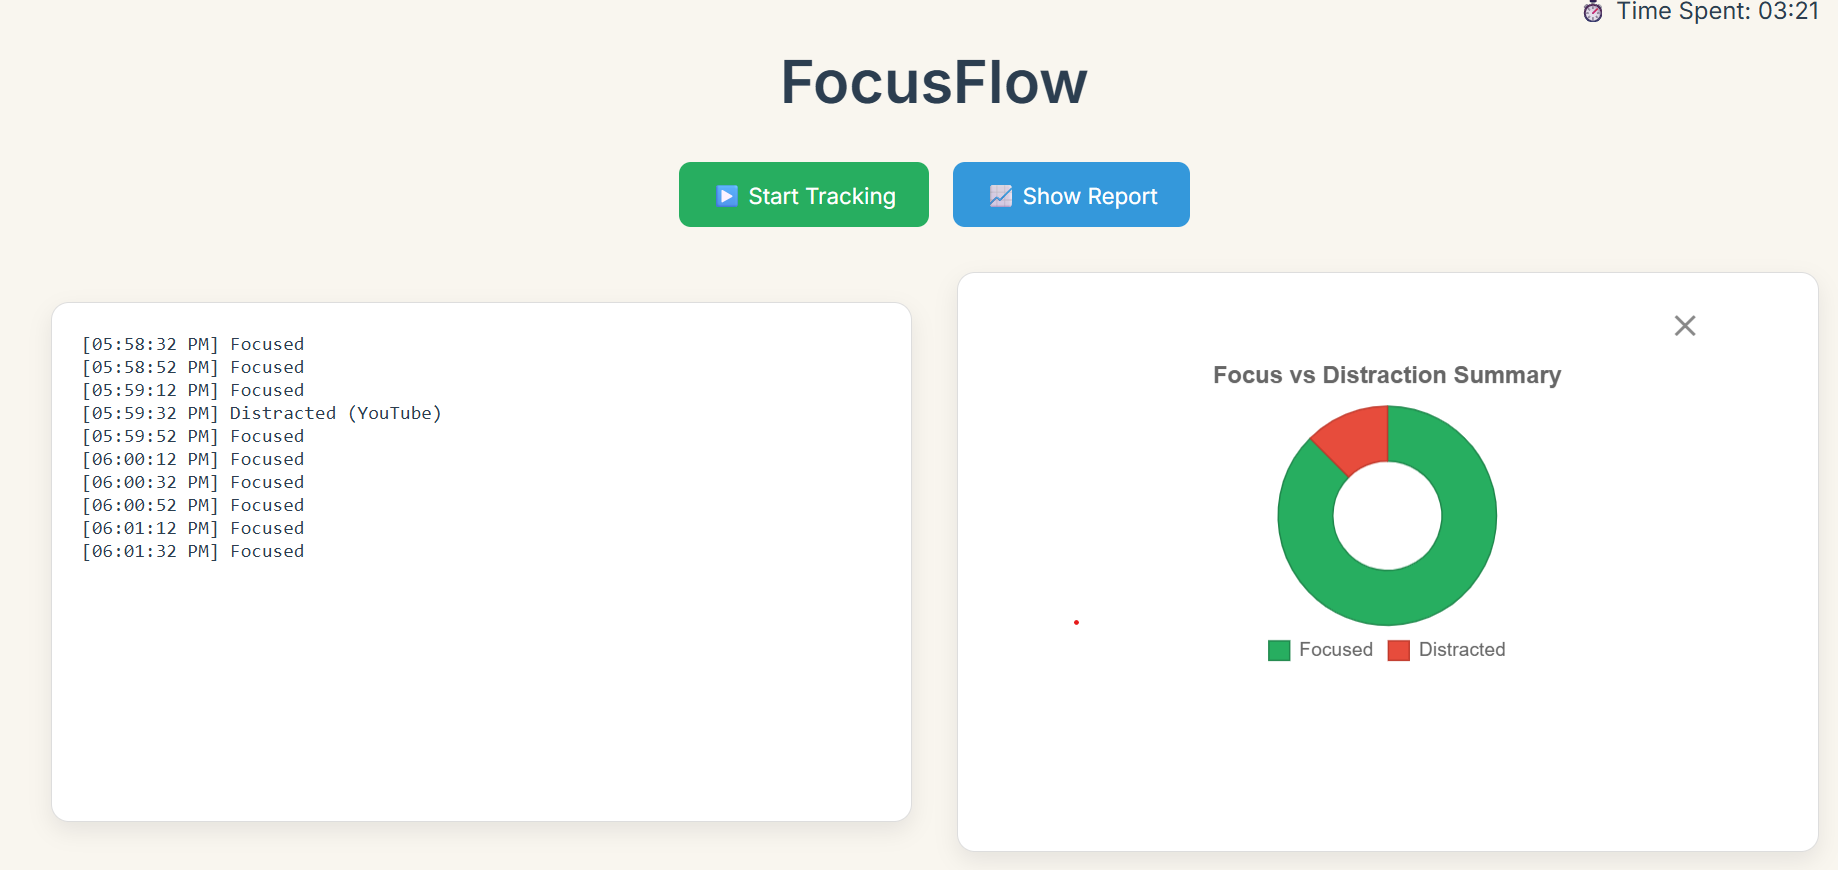 Time Spent: 03:21
FocusFlow
Start Tracking
Show Report
[05:58:32 PM] Focused
[05:58:52 PM] Focused
[05:59:12 PM] Focused
[05:59:32 PM] Distracted (YouTube)
[05:59:52 PM] Focused
[06:00:12 PM] Focused
[06:00:32 PM] Focused
[06:00:52 PM] Focused
[06:01:12 PM] Focused
[06:01:32 PM] Focused
Focus vs Distraction Summary
Focused Distracted